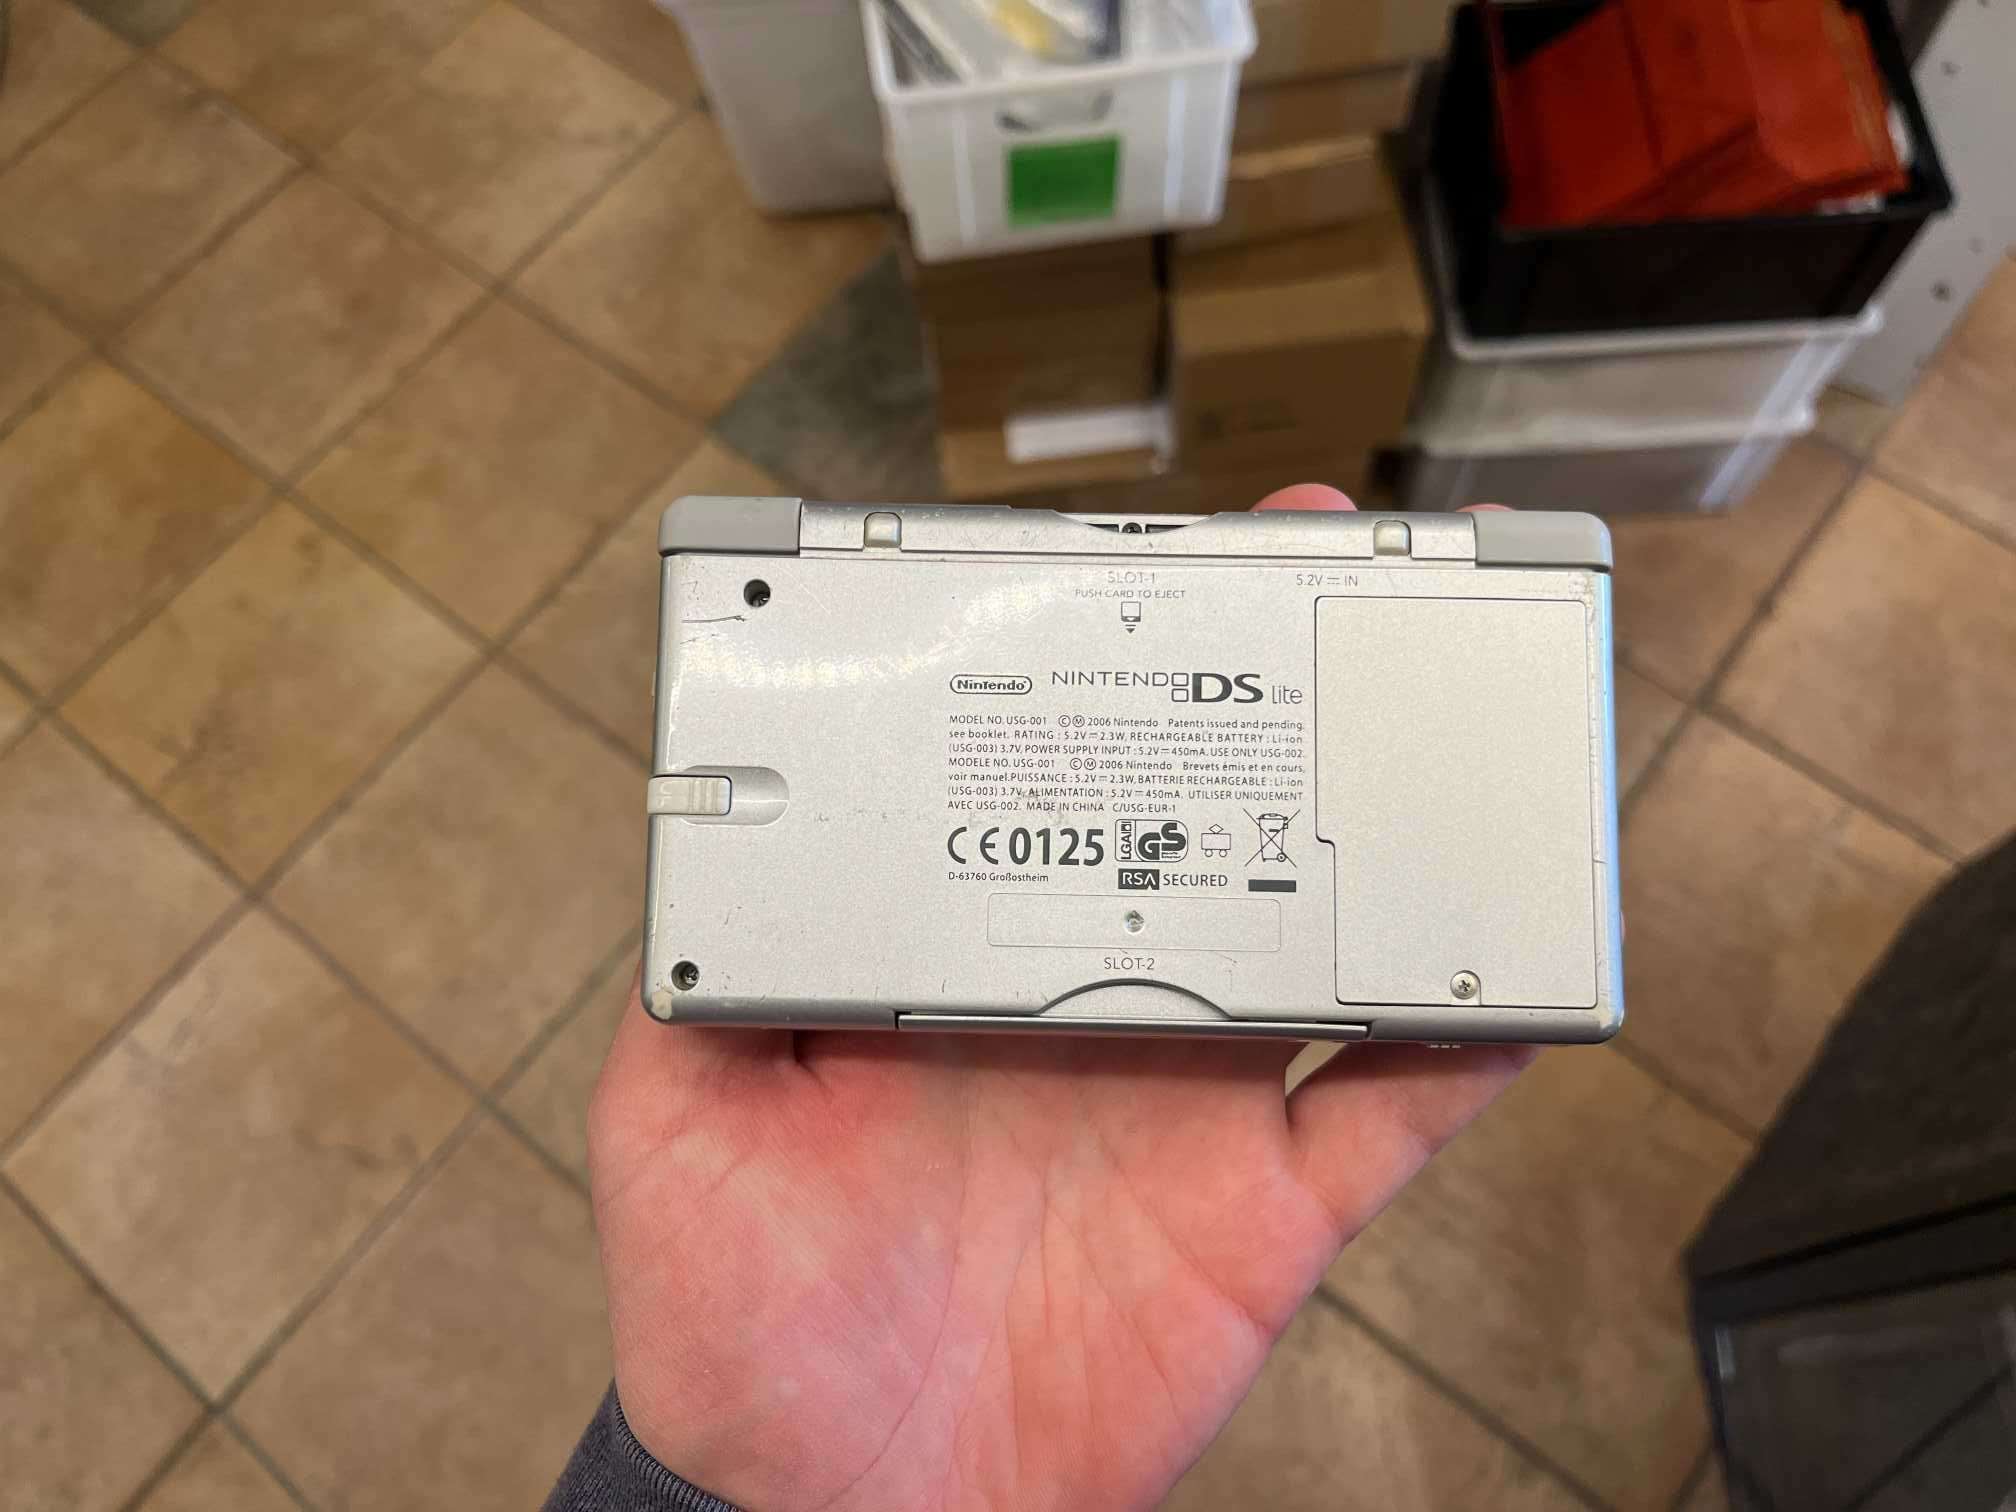 SLOT-1
PUSH CARD TO EJECT
5.2V ⎓ IN
Nintendo
NINTENDO DS lite
MODEL NO. USG-001 Ⓒ Ⓜ 2006 Nintendo Patents issued and pending.
see booklet. RATING : 5.2V ⎓ 2.3W, RECHARGEABLE BATTERY : Li-ion
(USG-003) 3.7V, POWER SUPPLY INPUT : 5.2V ⎓ 450mA. USE ONLY USG-002.
MODELE NO. USG-001 Ⓒ Ⓜ 2006 Nintendo Brevets émis et en cours,
voir manuel.PUISSANCE : 5.2V ⎓ 2.3W, BATTERIE RECHARGEABLE : Li-ion
(USG-003) 3.7V, ALIMENTATION : 5.2V ⎓ 450mA. UTILISER UNIQUEMENT
AVEC USG-002. MADE IN CHINA C/USG-EUR-1
CE 0125
LGA
GS
D-63760 Großostheim
RSA SECURED
SLOT-2